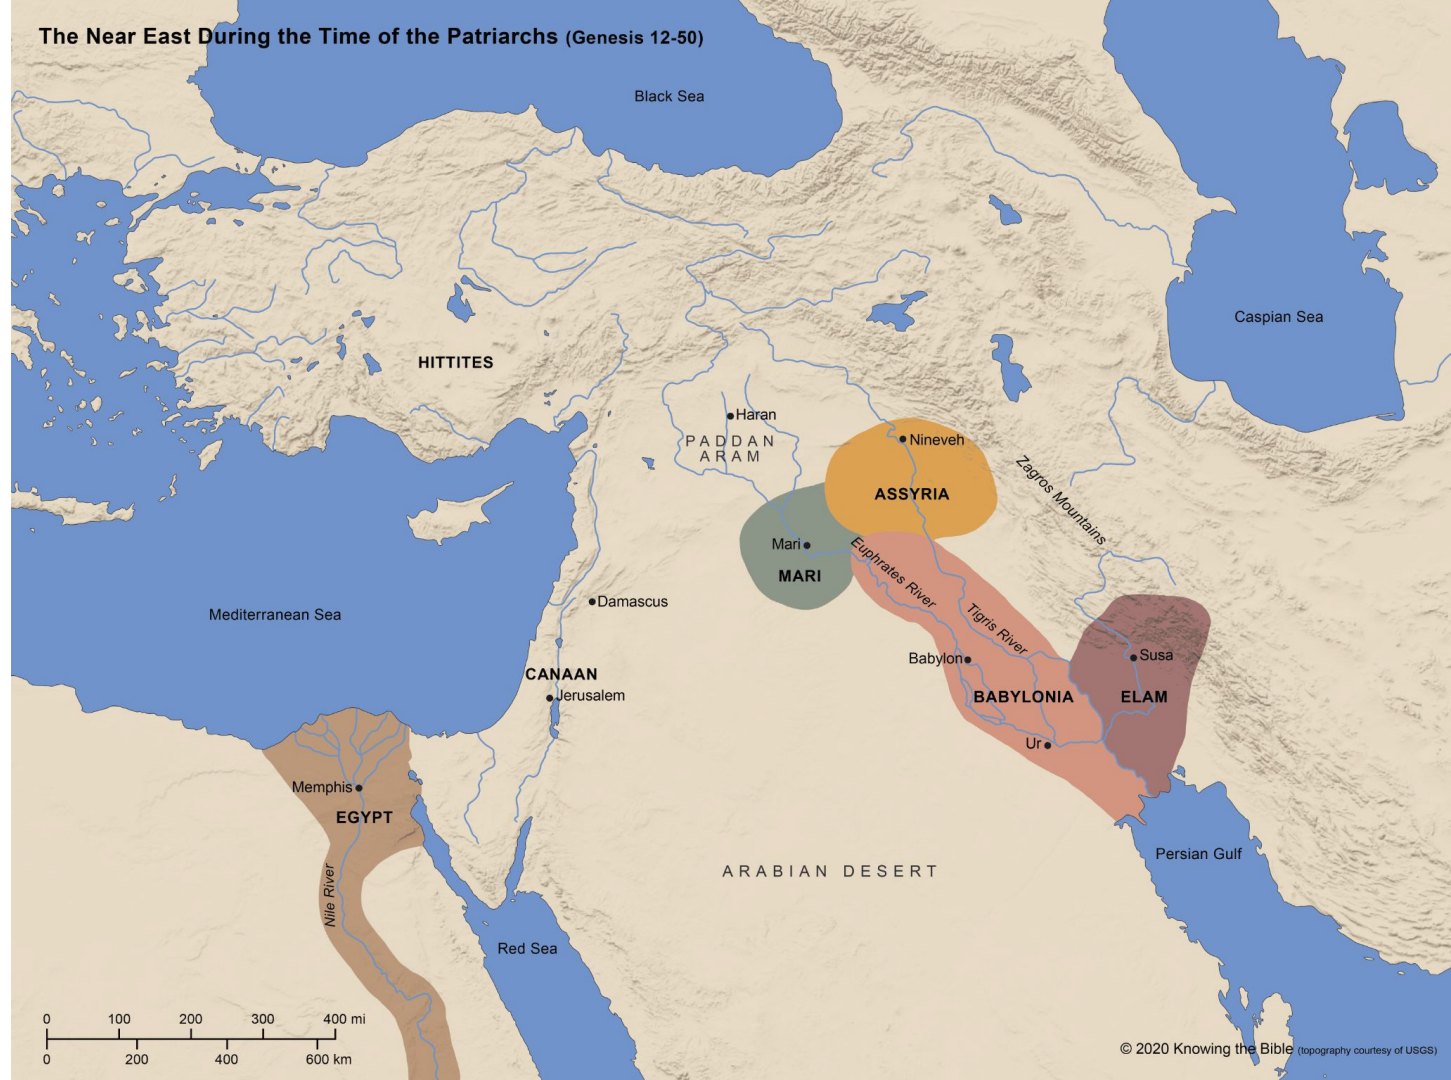 The Near East During the Time of the Patriarchs (Genesis 12-50)
Black Sea
Caspian Sea
HITTITES
Haran
PADDAN
ARAM
Nineveh
ASSYRIA
Zagros Mountains
Mari
MARI
Euphrates River
Tigris River
Damascus
Mediterranean Sea
Babylon
Susa
CANAAN
Jerusalem
BABYLONIA
ELAM
Ur
Memphis
EGYPT
Persian Gulf
ARABIAN DESERT
Nile River
Red Sea
0 100 200 300 400 mi
0 200 400 600 km
© 2020 Knowing the Bible (topography courtesy of USGS)